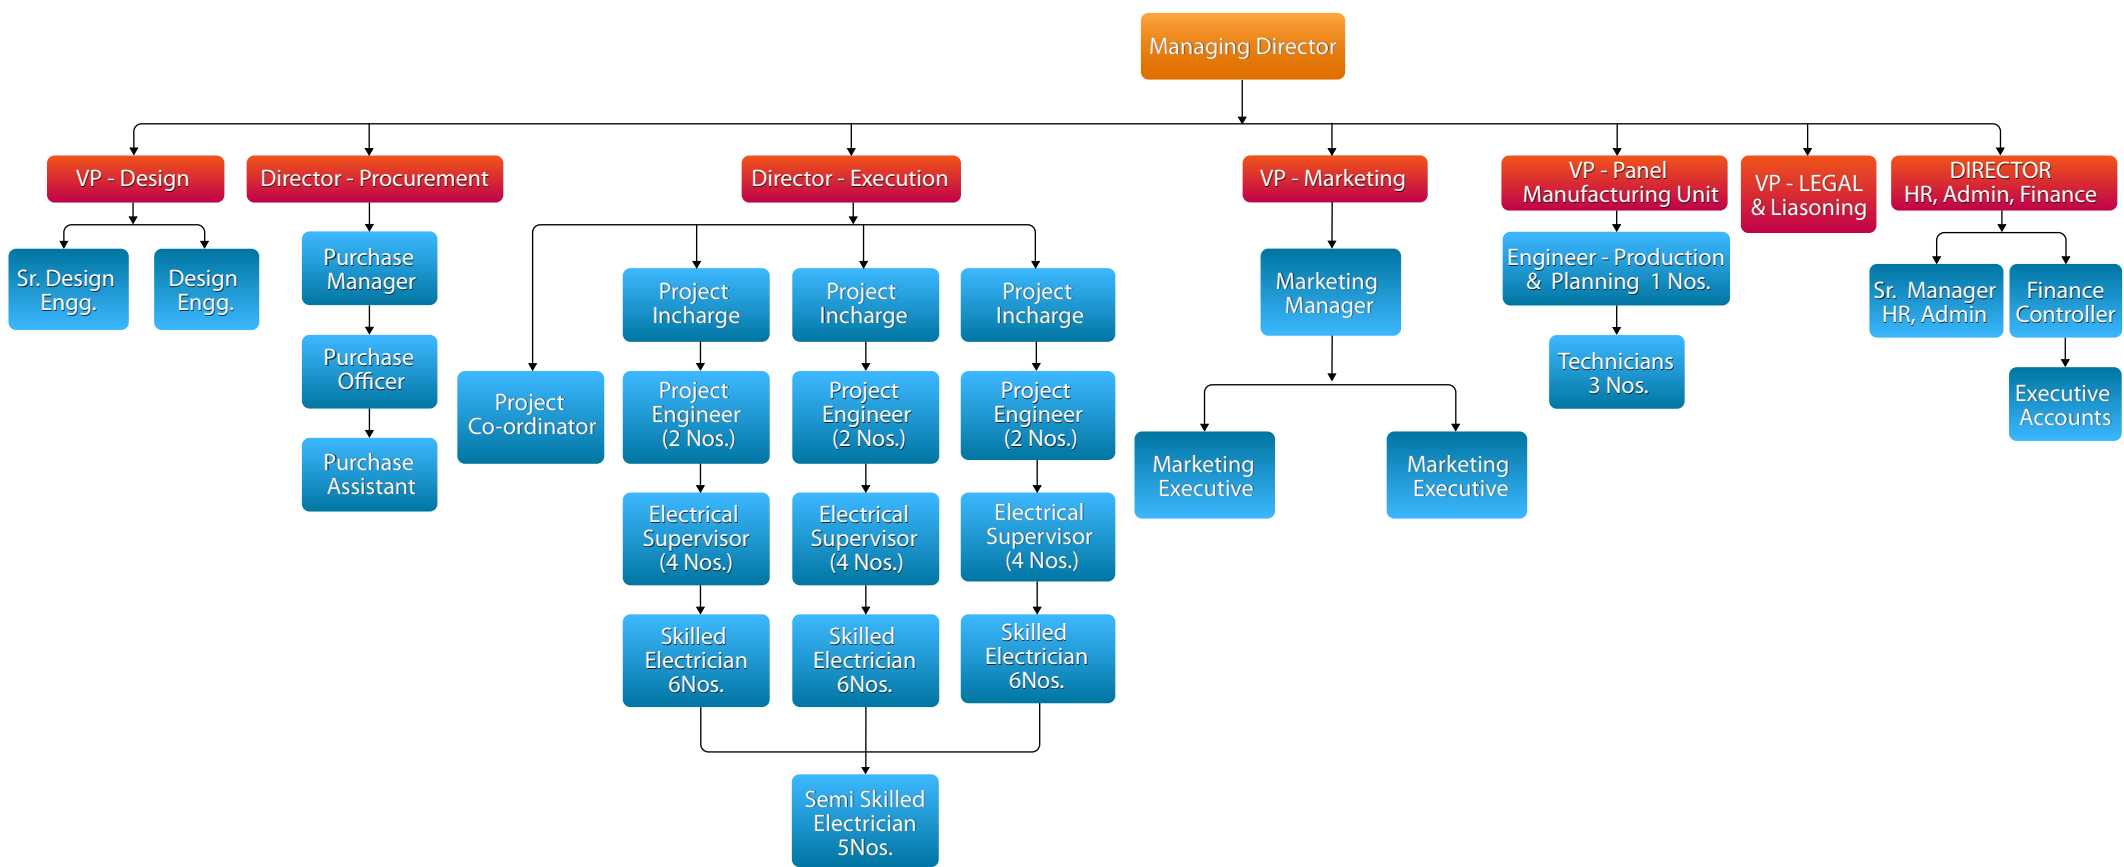 Managing Director
VP - Design
Director - Procurement
Director - Execution
VP - Marketing
VP - Panel
Manufacturing Unit
VP - LEGAL
& Liasoning
DIRECTOR
HR, Admin, Finance
Sr. Design
Engg.
Design
Engg.
Purchase
Manager
Purchase
Officer
Purchase
Assistant
Project
Co-ordinator
Project
Incharge
Project
Engineer
(2 Nos.)
Electrical
Supervisor
(4 Nos.)
Skilled
Electrician
6Nos.
Project
Incharge
Project
Engineer
(2 Nos.)
Electrical
Supervisor
(4 Nos.)
Skilled
Electrician
6Nos.
Project
Incharge
Project
Engineer
(2 Nos.)
Electrical
Supervisor
(4 Nos.)
Skilled
Electrician
6Nos.
Semi Skilled
Electrician
5Nos.
Marketing
Manager
Marketing
Executive
Marketing
Executive
Engineer - Production
& Planning 1 Nos.
Technicians
3 Nos.
Sr. Manager
HR, Admin
Finance
Controller
Executive
Accounts